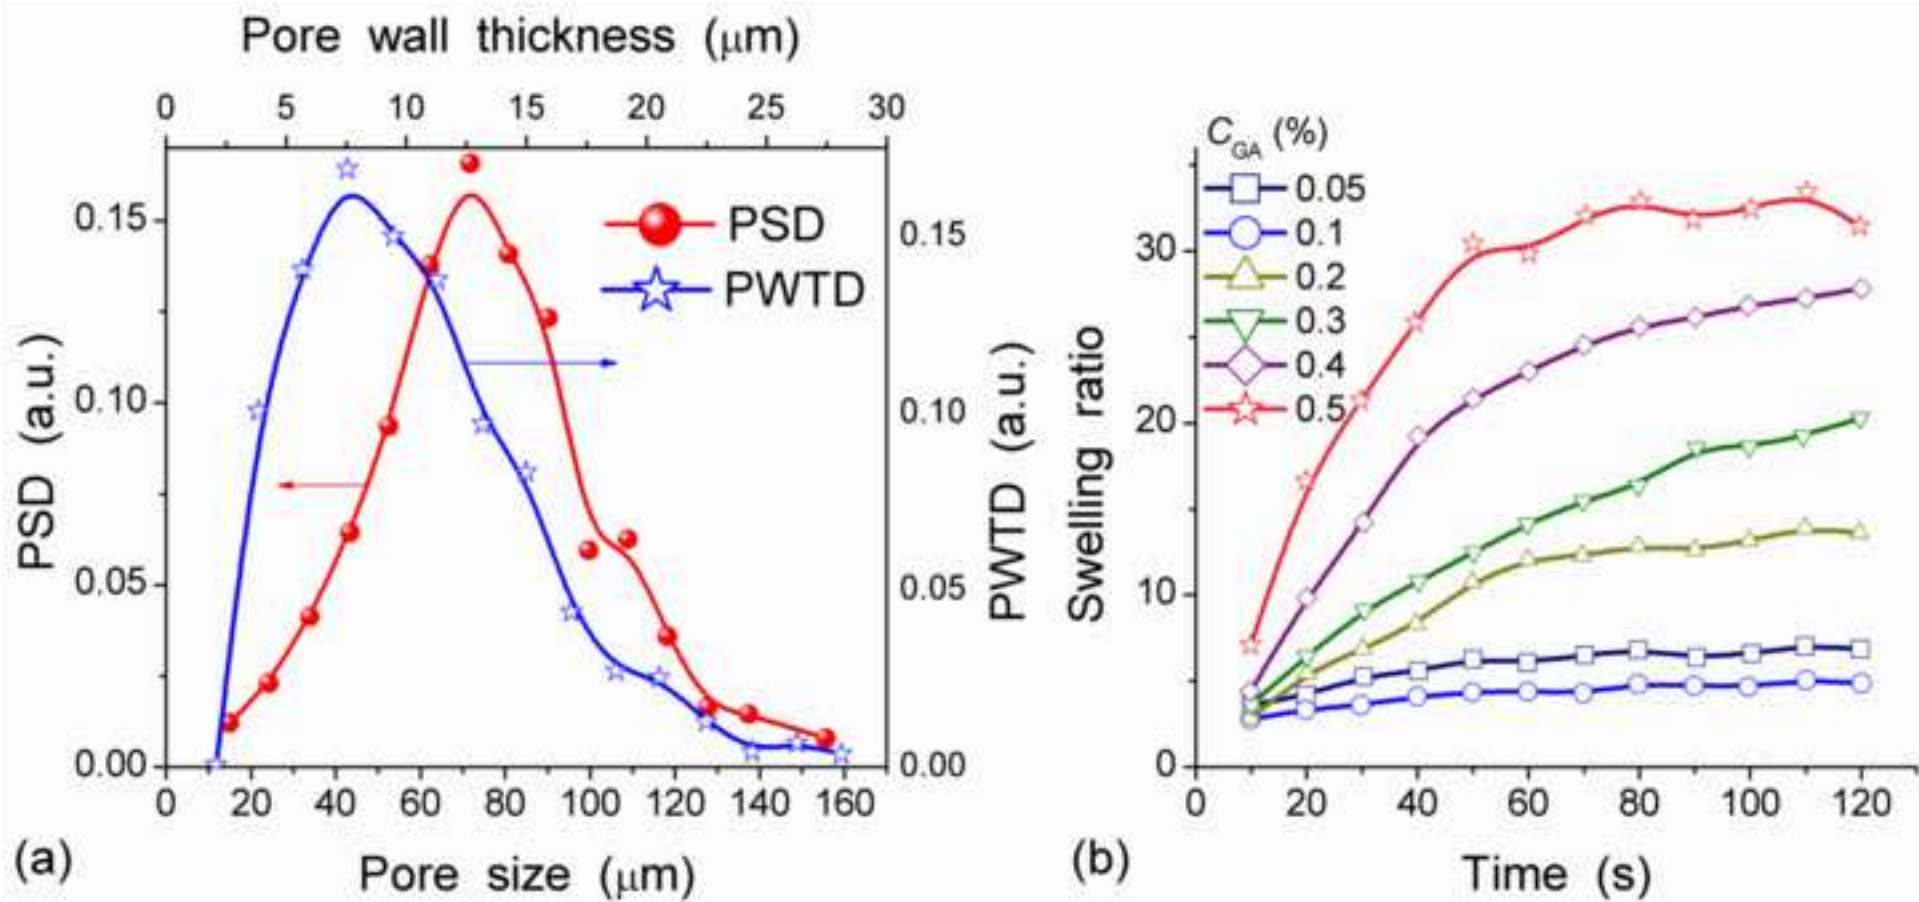 Pore wall thickness (μm)
0 5 10 15 20 25 30
PSD
PWTD
PSD (a.u.)
0.15
0.10
0.05
0.00
0.15
0.10
0.05
0.00
PWTD (a.u.)
0 20 40 60 80 100 120 140 160
(a)
Pore size (μm)
C_GA (%)
0.05
0.1
0.2
0.3
0.4
0.5
Swelling ratio
30
20
10
0
0 20 40 60 80 100 120
(b)
Time (s)